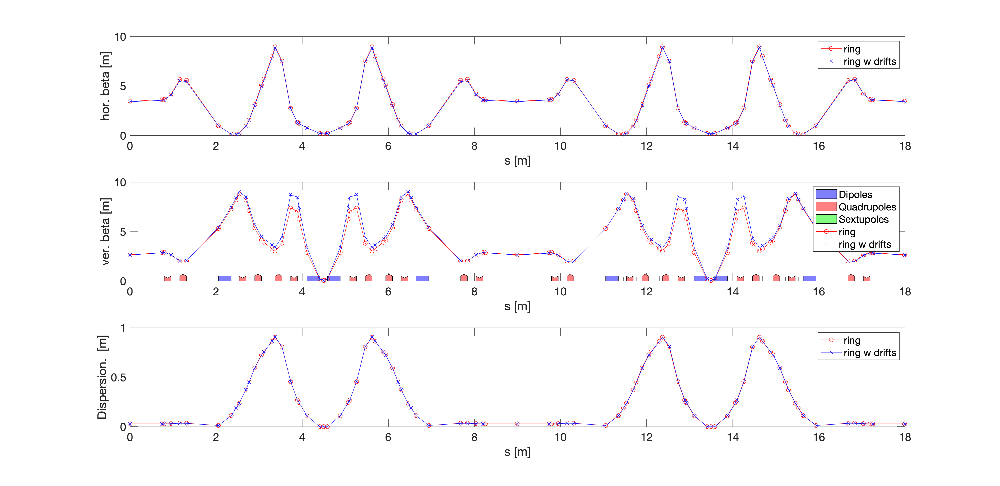 10
5
0
hor. beta [m]
0 2 4 6 8 10 12 14 16 18
s [m]
ring
ring w drifts
10
5
0
ver. beta [m]
0 2 4 6 8 10 12 14 16 18
s [m]
Dipoles
Quadrupoles
Sextupoles
ring
ring w drifts
1
0.5
0
Dispersion. [m]
0 2 4 6 8 10 12 14 16 18
s [m]
ring
ring w drifts